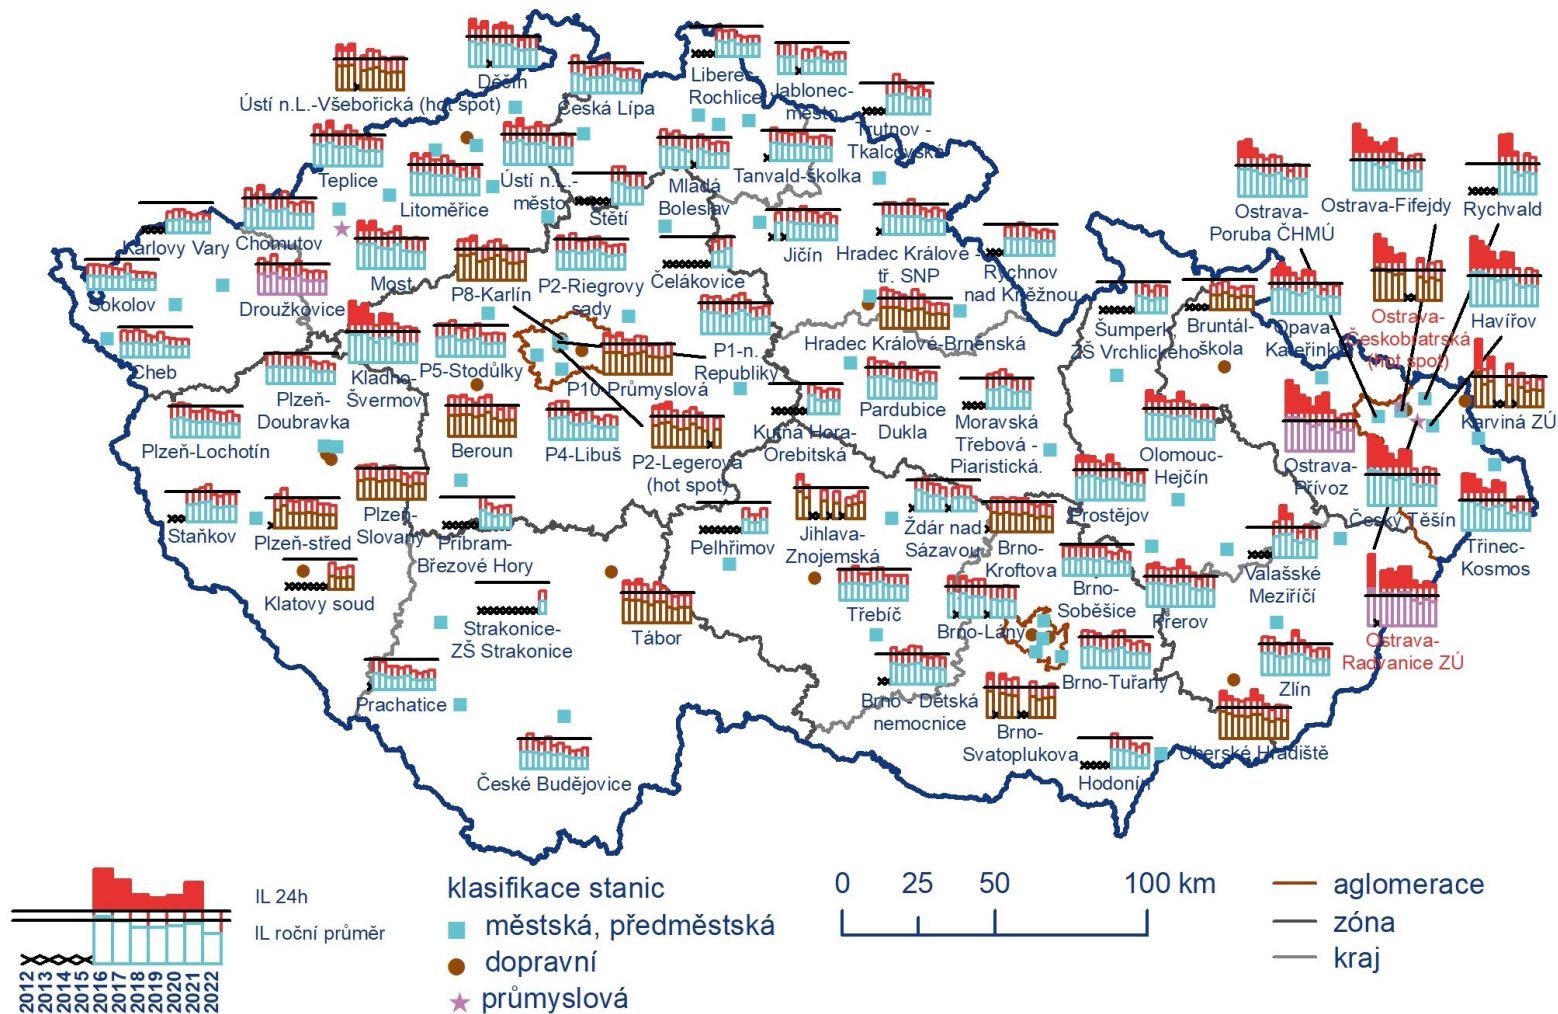 Děčín
Liberec-
Rochlice
Jablonec-
město
Ústí n.L.-Všebořická (hot spot)
Česká Lípa
Trutnov -
Tkalcovská
Teplice
Litoměřice
Ústí n.L.-
město
Štětí
Mladá
Boleslav
Tanvald-školka
Ostrava-
Poruba ČHMÚ
Ostrava-Fifejdy
Rychvald
Karlovy Vary
Chomutov
Most
Jičín
Hradec Králové -
tř. SNP
Rychnov
nad Kněžnou
Sokolov
Droužkovice
P8-Karlín
P2-Riegrovy
sady
Čelákovice
Šumperk
ZŠ Vrchlického
Bruntál-
škola
Opava-
Kateřinky
Ostrava-
Českobratrská
(hot spot)
Havířov
Cheb
Kladno-
Švermov
P5-Stodůlky
P10-Průmyslová
P1-n.
Republiky
Hradec Králové-Brněnská
Plzeň-
Doubravka
Plzeň-Lochotín
Beroun
P4-Libuš
P2-Legerova
(hot spot)
Kutná Hora-
Orebitská
Pardubice
Dukla
Moravská
Třebová -
Piaristická.
Olomouc-
Hejčín
Ostrava-
Přívoz
Karviná ZÚ
Staňkov
Plzeň-střed
Plzeň-
Slovany
Příbram-
Březové Hory
Pelhřimov
Jihlava-
Znojemská
Žďár nad
Sázavou
Brno-
Kroftova
Prostějov
Český Těšín
Třinec-
Kosmos
Klatovy soud
Strakonice-
ZŠ Strakonice
Tábor
Třebíč
Brno-Lány
Brno-
Soběšice
Přerov
Valašské
Meziříčí
Ostrava-
Radvanice ZÚ
Prachatice
Brno - Dětská
nemocnice
Brno-Tuřany
Zlín
České Budějovice
Brno-
Svatoplukova
Hodonín
Uherské Hradiště
IL 24h
IL roční průměr
2012
2013
2014
2015
2016
2017
2018
2019
2020
2021
2022
klasifikace stanic
městská, předměstská
dopravní
průmyslová
0 25 50 100 km
aglomerace
zóna
kraj